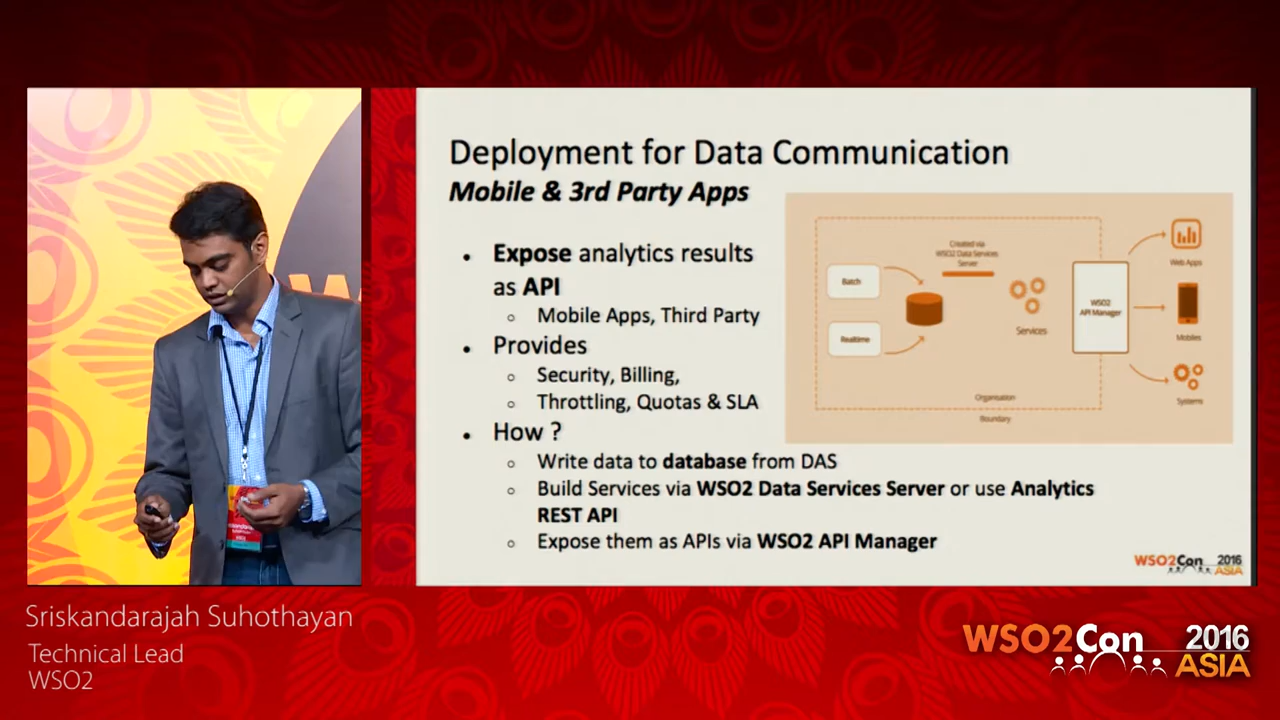 Deployment for Data Communication
Mobile & 3rd Party Apps
• Expose analytics results
as API
○ Mobile Apps, Third Party
• Provides
○ Security, Billing,
○ Throttling, Quotas & SLA
• How ?
○ Write data to database from DAS
○ Build Services via WSO2 Data Services Server or use Analytics
REST API
○ Expose them as APIs via WSO2 API Manager
Created via
WSO2 Data Services
Server
Batch
Realtime
Services
WSO2
API Manager
Web Apps
Mobiles
Systems
Organisation
Boundary
WSO2Con 2016
ASIA
Sriskandarajah Suhothayan
Technical Lead
WSO2
WSO2Con 2016
ASIA